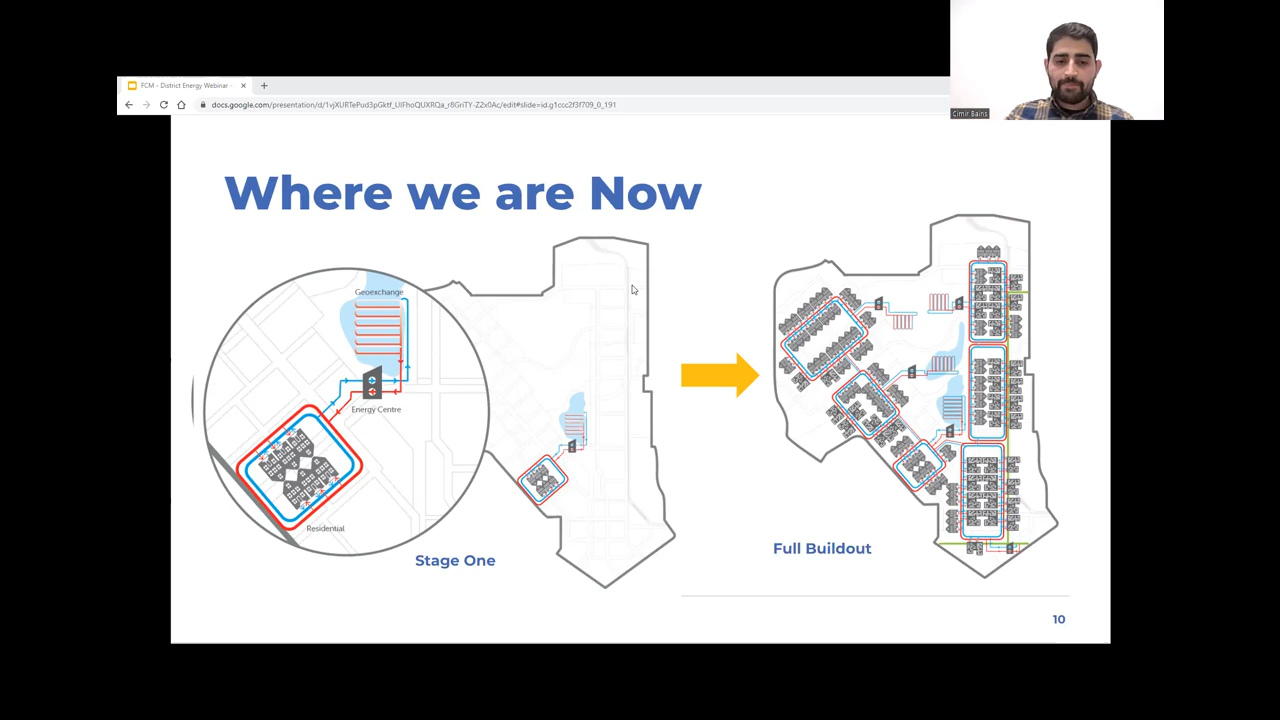 FCM - District Energy Webinar -
docs.google.com/presentation/d/1vjXURTePud3pGktf_UIFhoQUXRQa_r8GriTY-Z2x0Ac/edit#slide=id.g1ccc2f3f709_0_191
Cimir Bains
Where we are Now
Geoexchange
Energy Centre
Residential
Stage One
Full Buildout
10